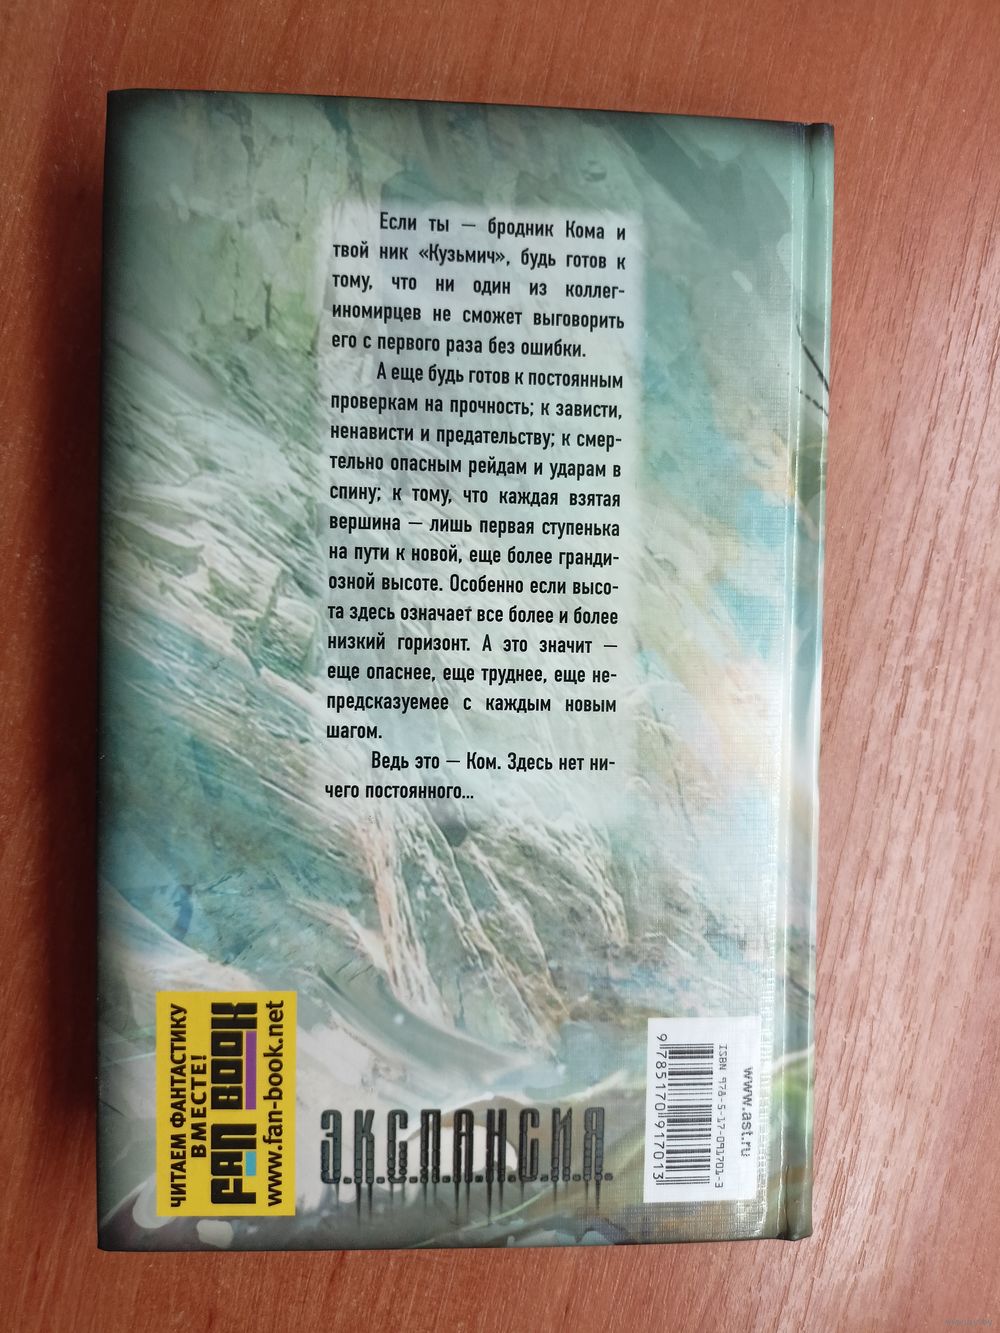 Если ты — бродник Кома и
твой ник «Кузьмич», будь готов к
тому, что ни один из коллег-
иномирцев не сможет выговорить
его с первого раза без ошибки.
А еще будь готов к постоянным
проверкам на прочность; к зависти,
ненависти и предательству; к смер-
тельно опасным рейдам и ударам в
спину; к тому, что каждая взятая
вершина — лишь первая ступенька
на пути к новой, еще более гранди-
озной высоте. Особенно если высо-
та здесь означает все более и более
низкий горизонт. А это значит —
еще опаснее, еще труднее, еще не-
предсказуемее с каждым новым
шагом.
Ведь это — Ком. Здесь нет ни-
чего постоянного...
ЧИТАЕМ ФАНТАСТИКУ
ВМЕСТЕ!
FAN BOOK
www.fan-book.net
Э.К.С.П.А.Н.С.И.Я.
www.ast.ru
ISBN 978-5-17-091701-3
9 785170 917013